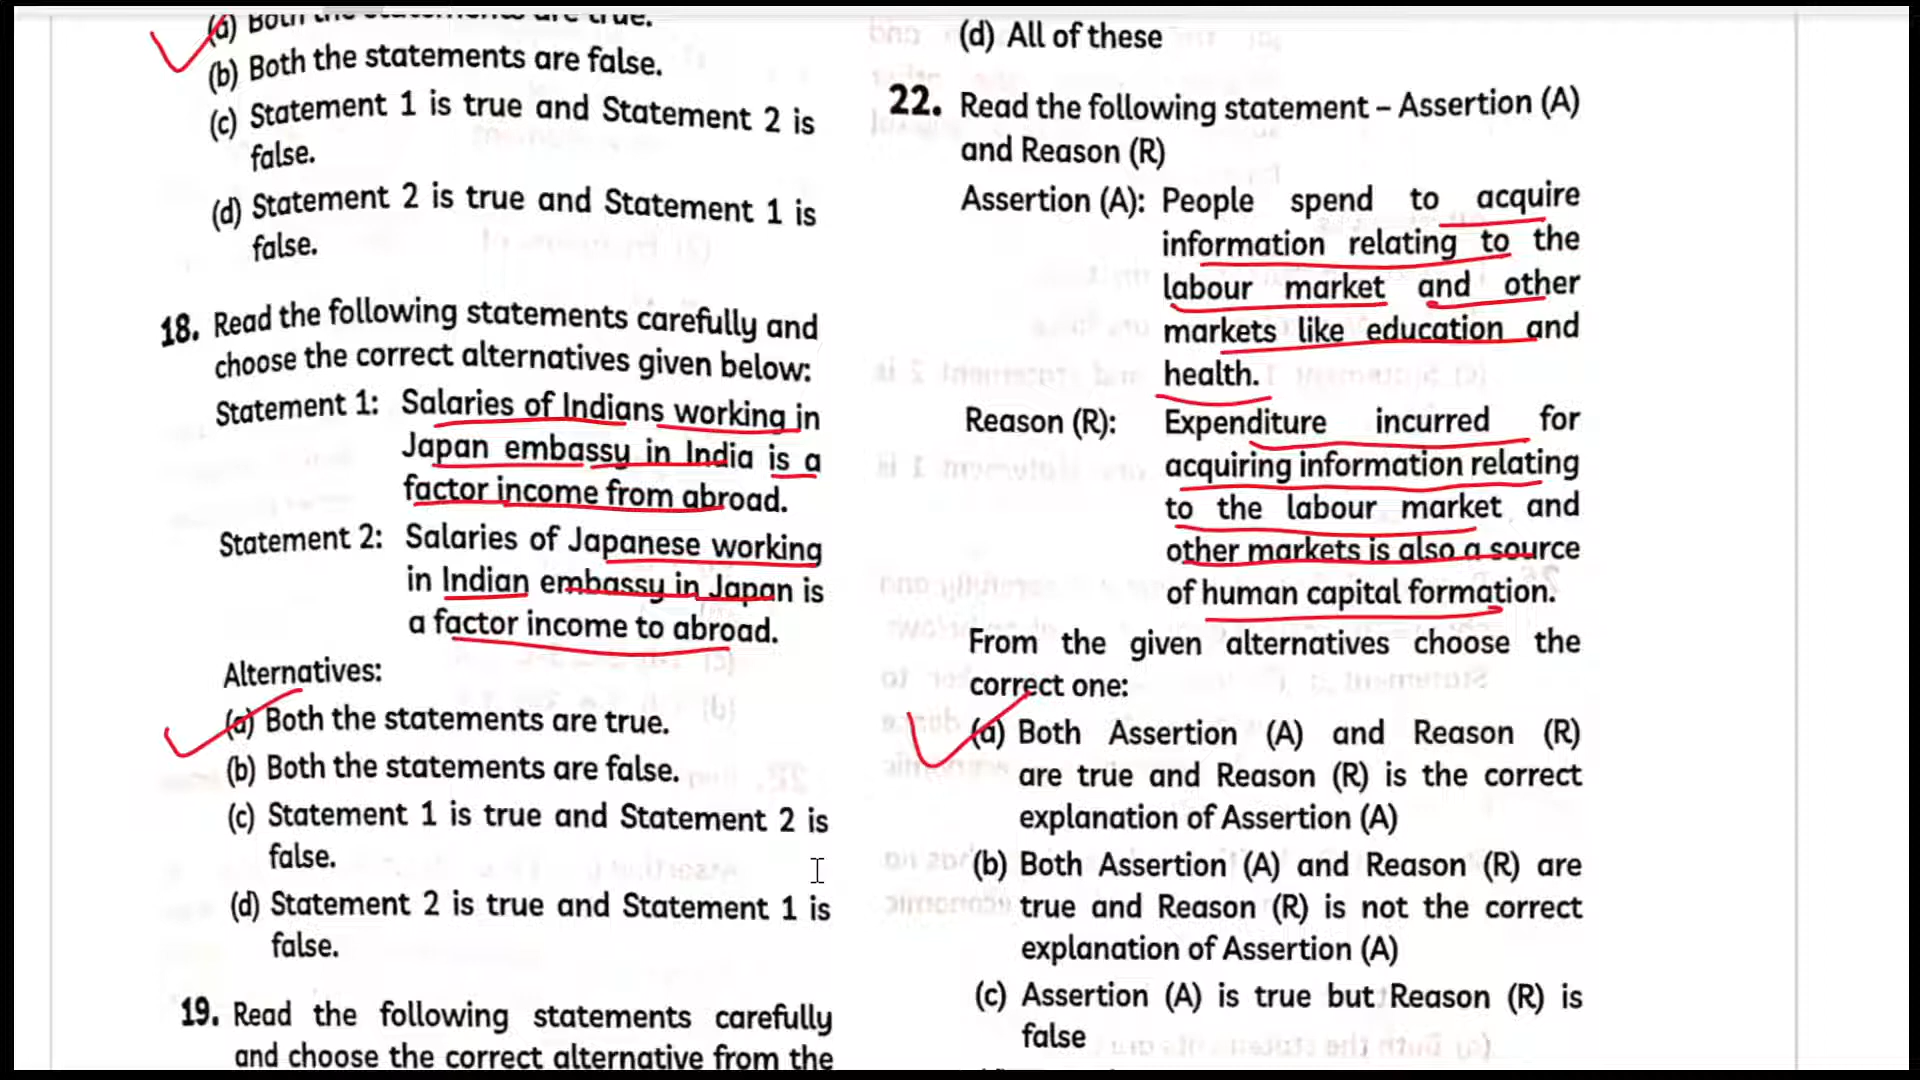 (a) Both the statements are true.
(b) Both the statements are false.
(c) Statement 1 is true and Statement 2 is
false.
(d) Statement 2 is true and Statement 1 is
false.
18. Read the following statements carefully and
choose the correct alternatives given below:
Statement 1: Salaries of Indians working in
Japan embassy in India is a
factor income from abroad.
Statement 2: Salaries of Japanese working
in Indian embassy in Japan is
a factor income to abroad.
Alternatives:
(a) Both the statements are true.
(b) Both the statements are false.
(c) Statement 1 is true and Statement 2 is
false.
(d) Statement 2 is true and Statement 1 is
false.
19. Read the following statements carefully
and choose the correct alternative from the
(d) All of these
22. Read the following statement – Assertion (A)
and Reason (R)
Assertion (A): People spend to acquire
information relating to the
labour market and other
markets like education and
health.
Reason (R): Expenditure incurred for
acquiring information relating
to the labour market and
other markets is also a source
of human capital formation.
From the given alternatives choose the
correct one:
(a) Both Assertion (A) and Reason (R)
are true and Reason (R) is the correct
explanation of Assertion (A)
(b) Both Assertion (A) and Reason (R) are
true and Reason (R) is not the correct
explanation of Assertion (A)
(c) Assertion (A) is true but Reason (R) is
false